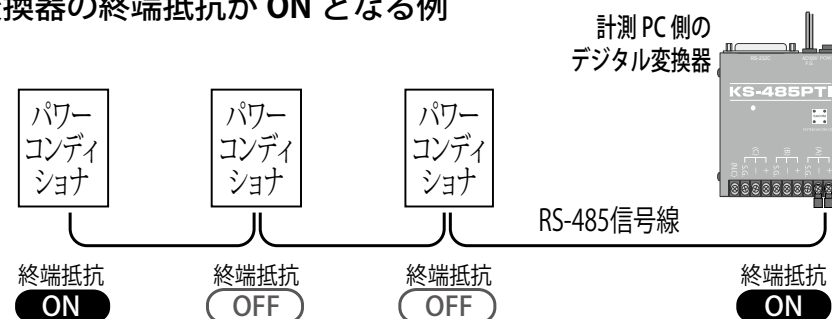 換器の終端抵抗が ON となる例
計測 PC 側の
デジタル変換器
RS-232C
KS-485PT
パワー
コンディ
ショナ
パワー
コンディ
ショナ
パワー
コンディ
ショナ
(C) (B) (A)
S.G. − + S.G. − + S.G. − +
RS-485信号線
終端抵抗
ON
終端抵抗
OFF
終端抵抗
OFF
終端抵抗
ON